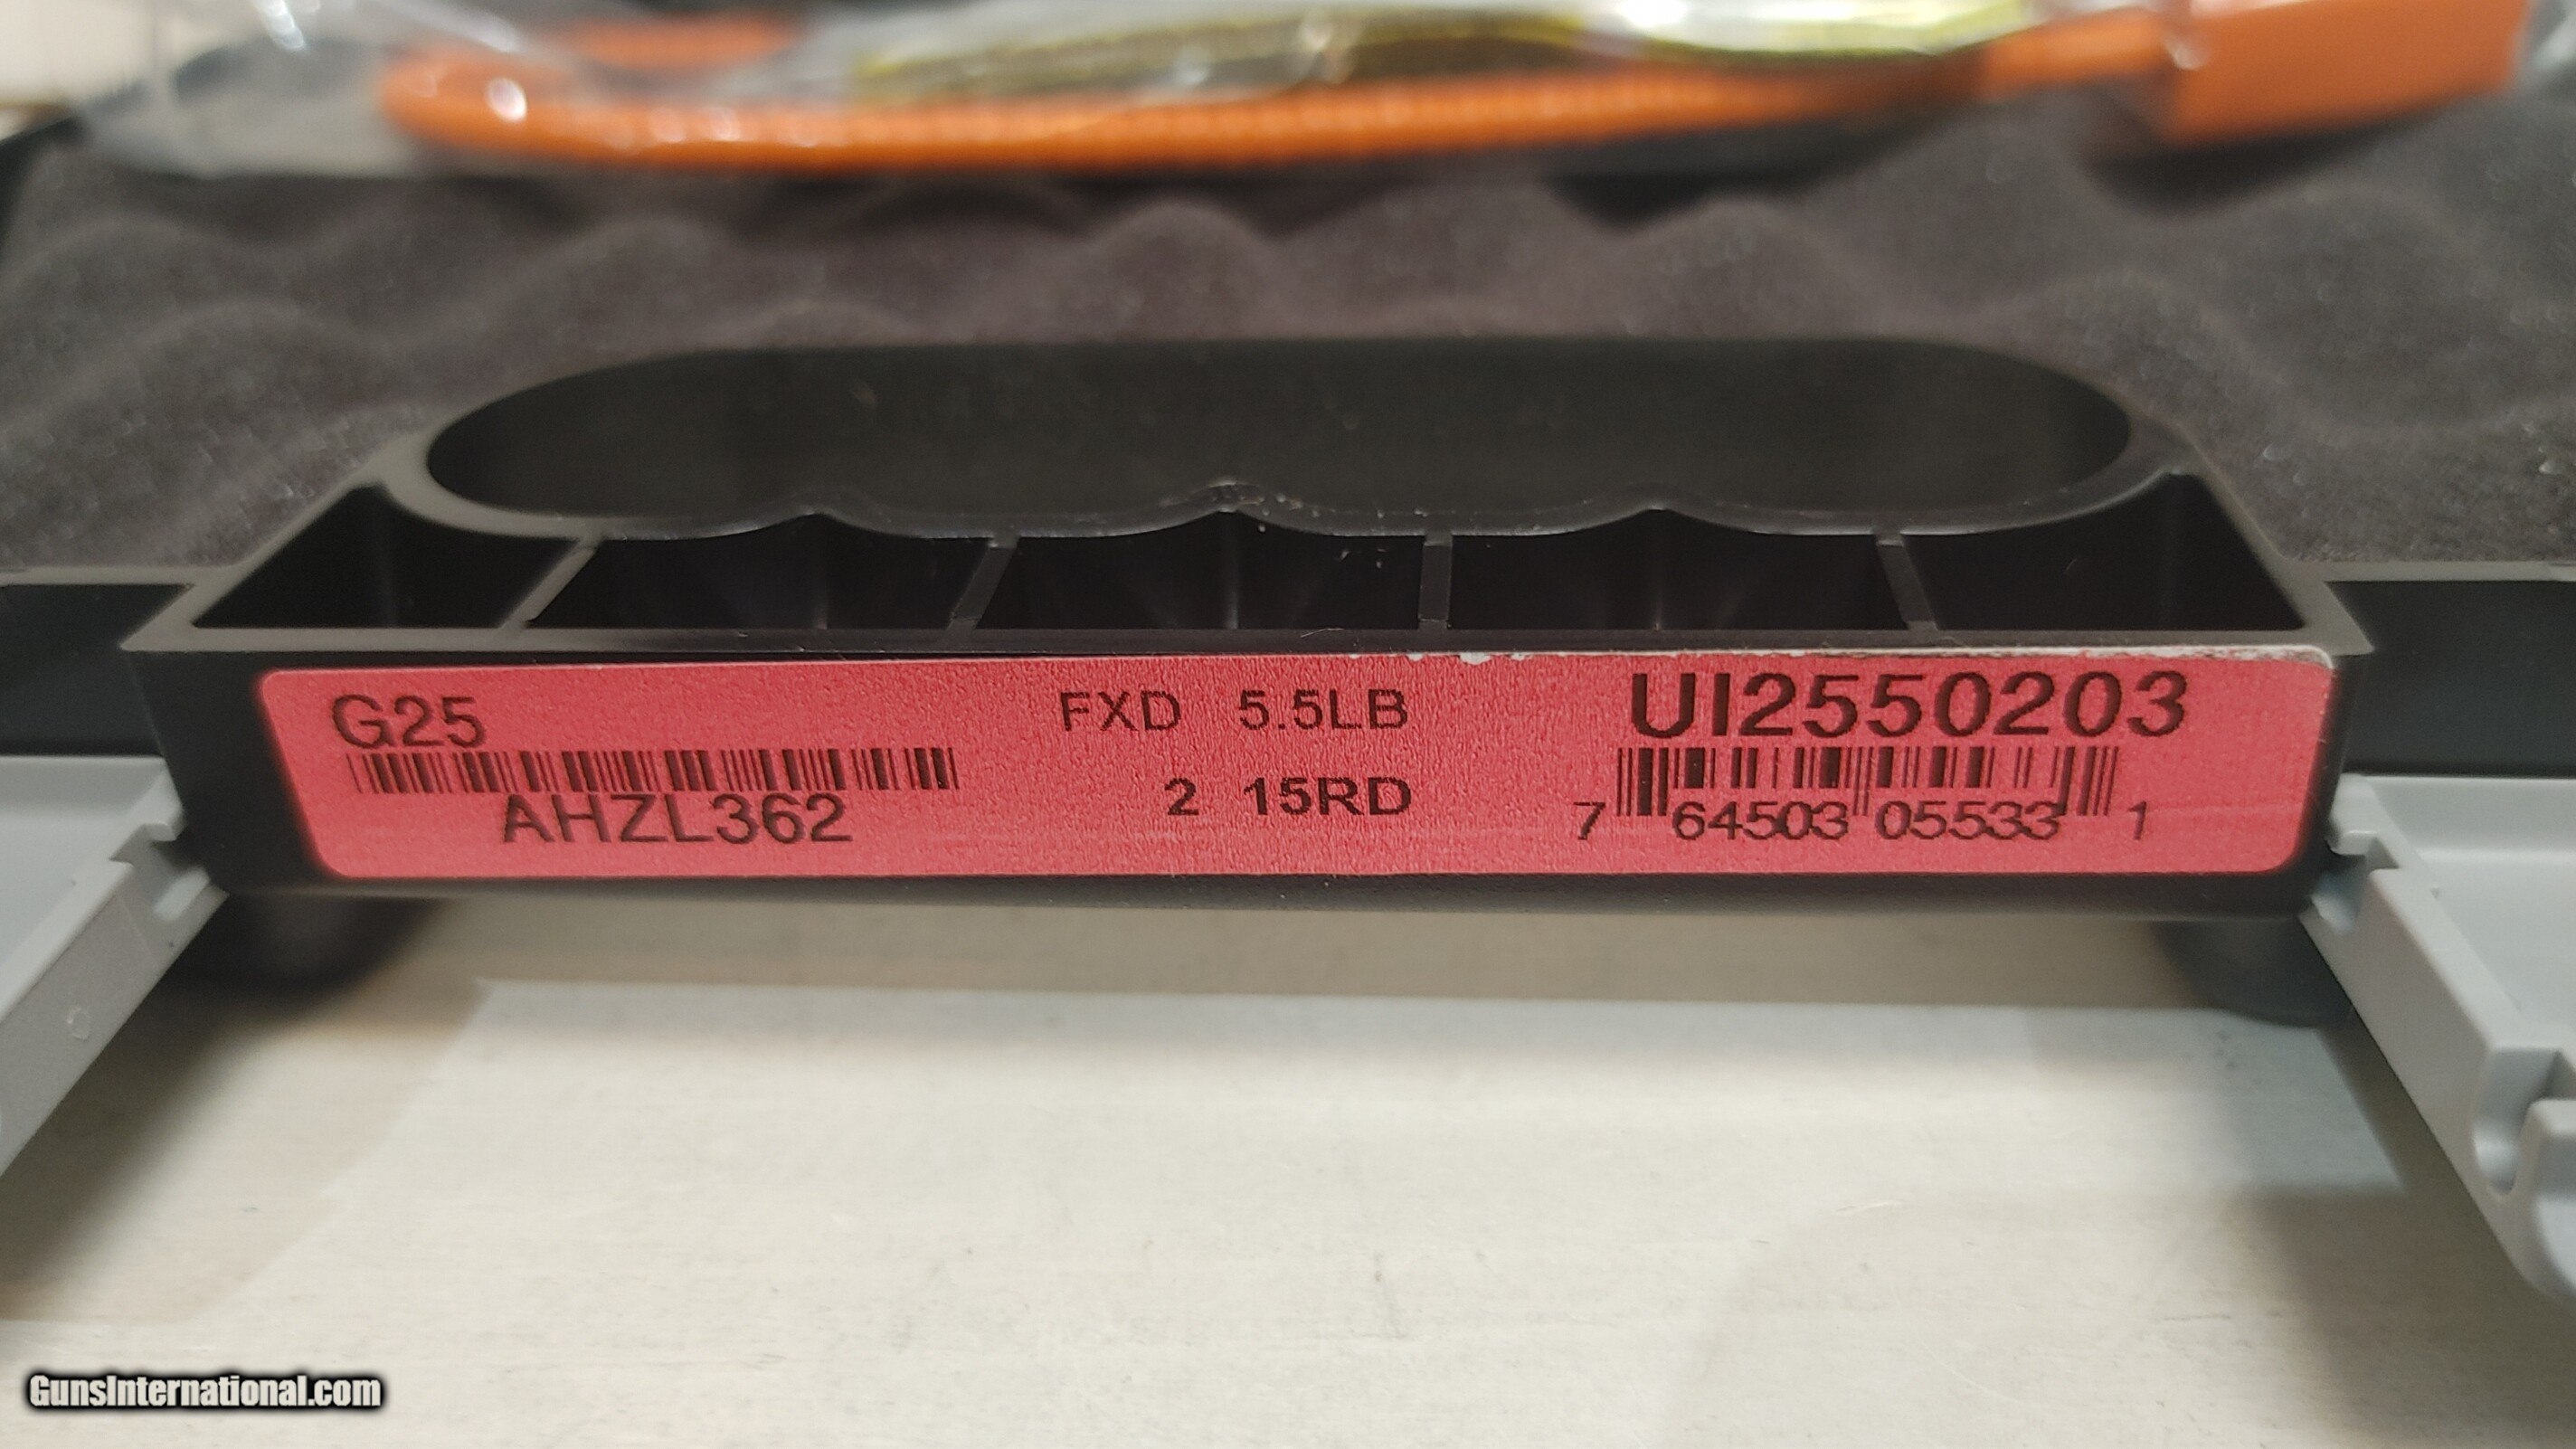 G25
AHZL362
FXD 5.5LB
2 15RD
UI2550203
7 64503 05533 1
GunsInternational.com